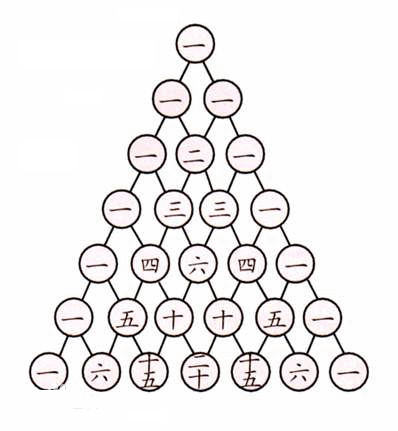 一
一 一
一 二 一
一 三 三 一
一 四 六 四 一
一 五 十 十 五 一
一 六 十五 二十 十五 六 一